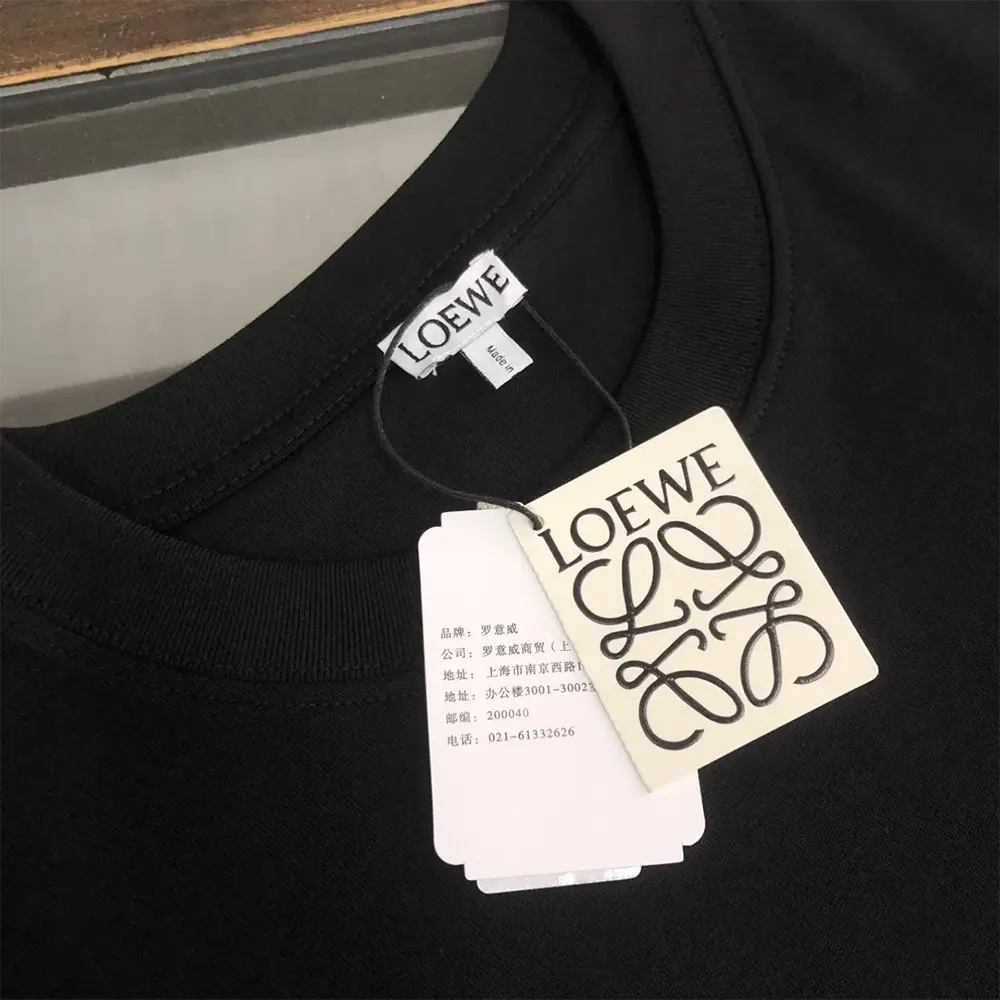 LOEWE
Made in
LOEWE
品牌: 罗意威
公司: 罗意威商贸（上
地址: 上海市南京西路1
地址: 办公楼3001-3002
邮编: 200040
电话: 021-61332626